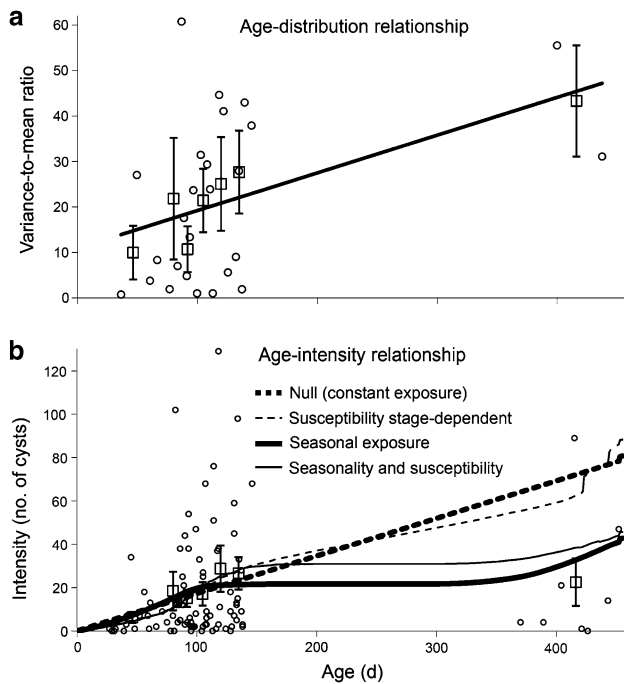 a
Age-distribution relationship
Variance-to-mean ratio
60
50
40
30
20
10
0
b
Age-intensity relationship
Null (constant exposure)
Susceptibility stage-dependent
Seasonal exposure
Seasonality and susceptibility
Intensity (no. of cysts)
120
100
80
60
40
20
0
0 100 200 300 400
Age (d)